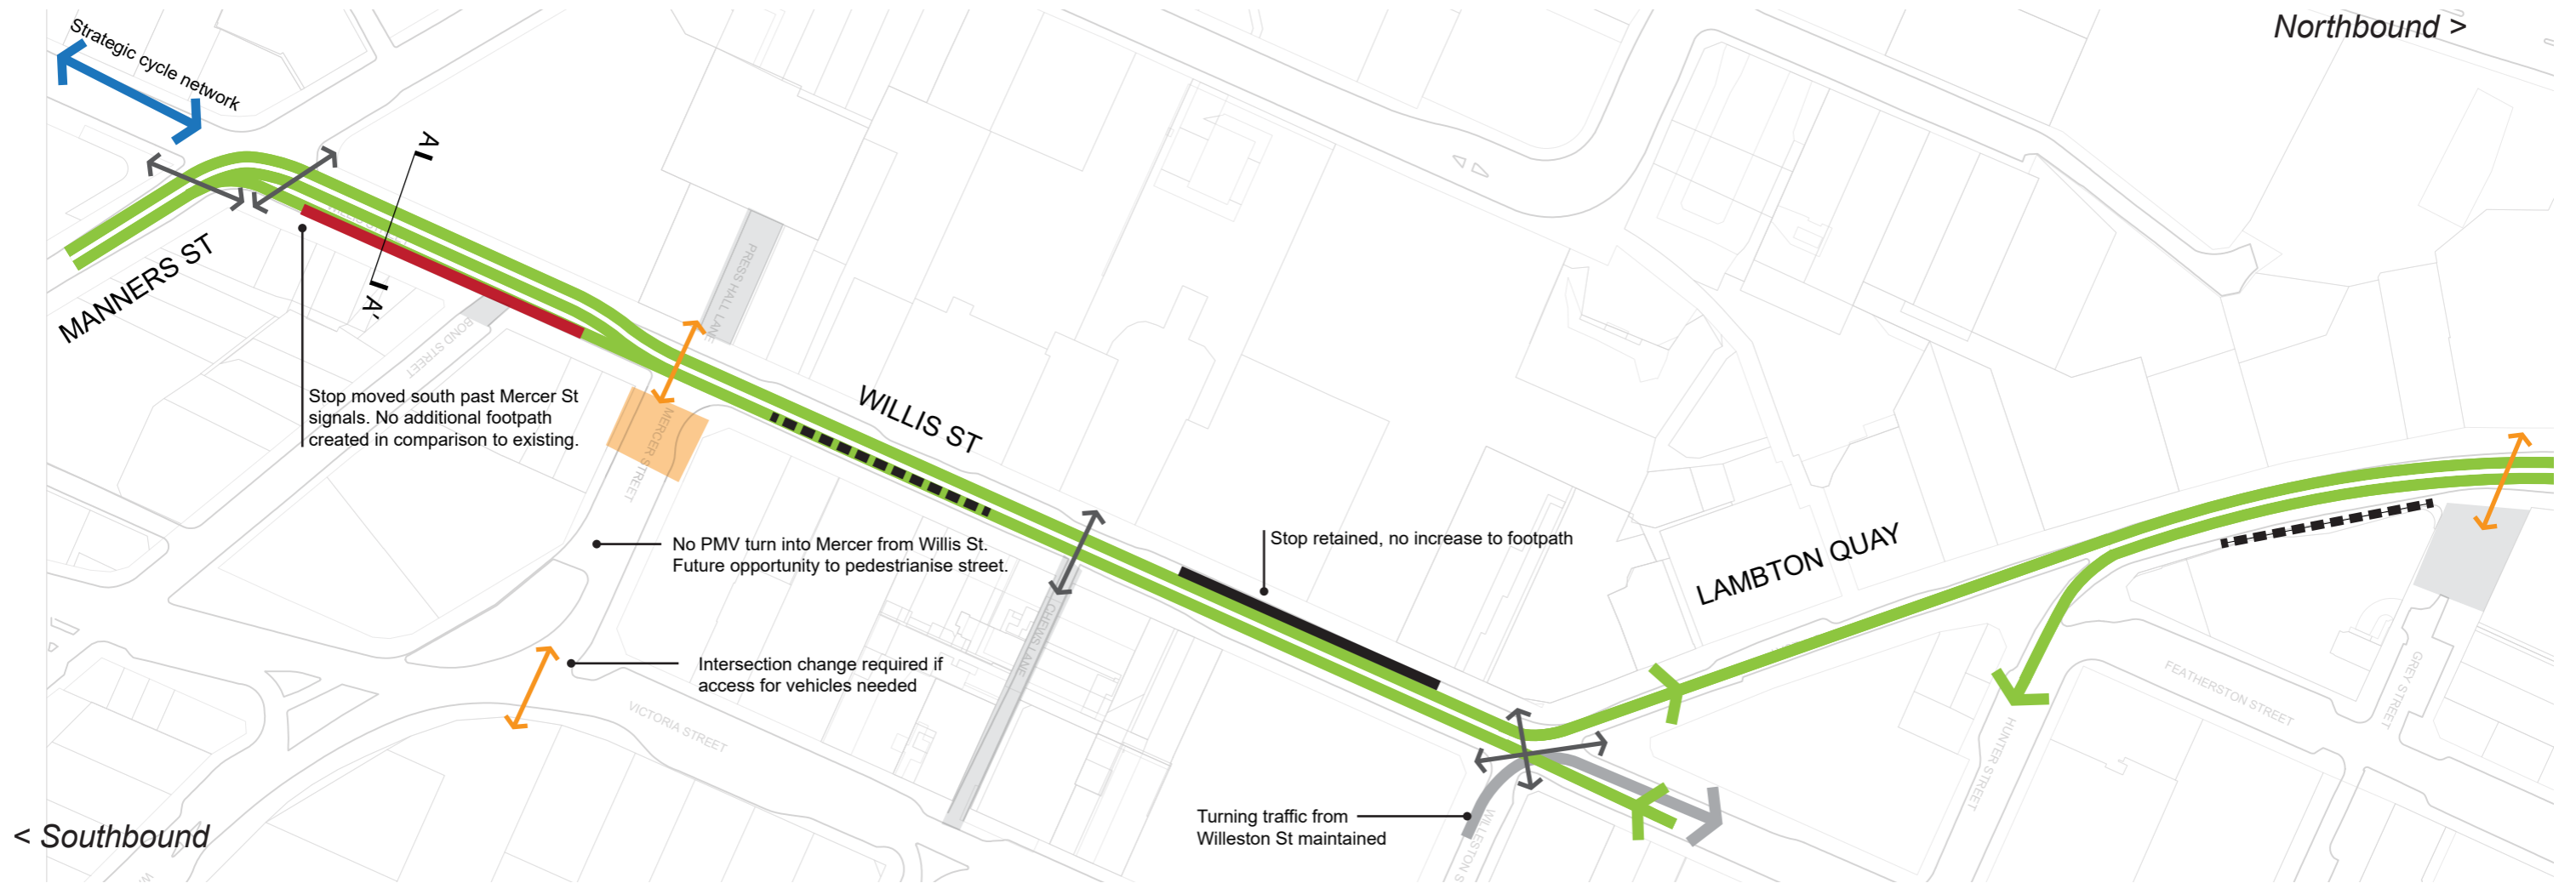 Northbound >
Strategic cycle network
A
A'
MANNERS ST
PRESS HALL LANE
BOND STREET
Stop moved south past Mercer St
signals. No additional footpath
created in comparison to existing.
MERCER STREET
WILLIS ST
No PMV turn into Mercer from Willis St.
Future opportunity to pedestrianise street.
Stop retained, no increase to footpath
LAMBTON QUAY
CHEWS LANE
Intersection change required if
access for vehicles needed
VICTORIA STREET
FEATHERSTON STREET
GREY STREET
HUNTER STREET
Turning traffic from
Willeston St maintained
WILLESTON S
< Southbound